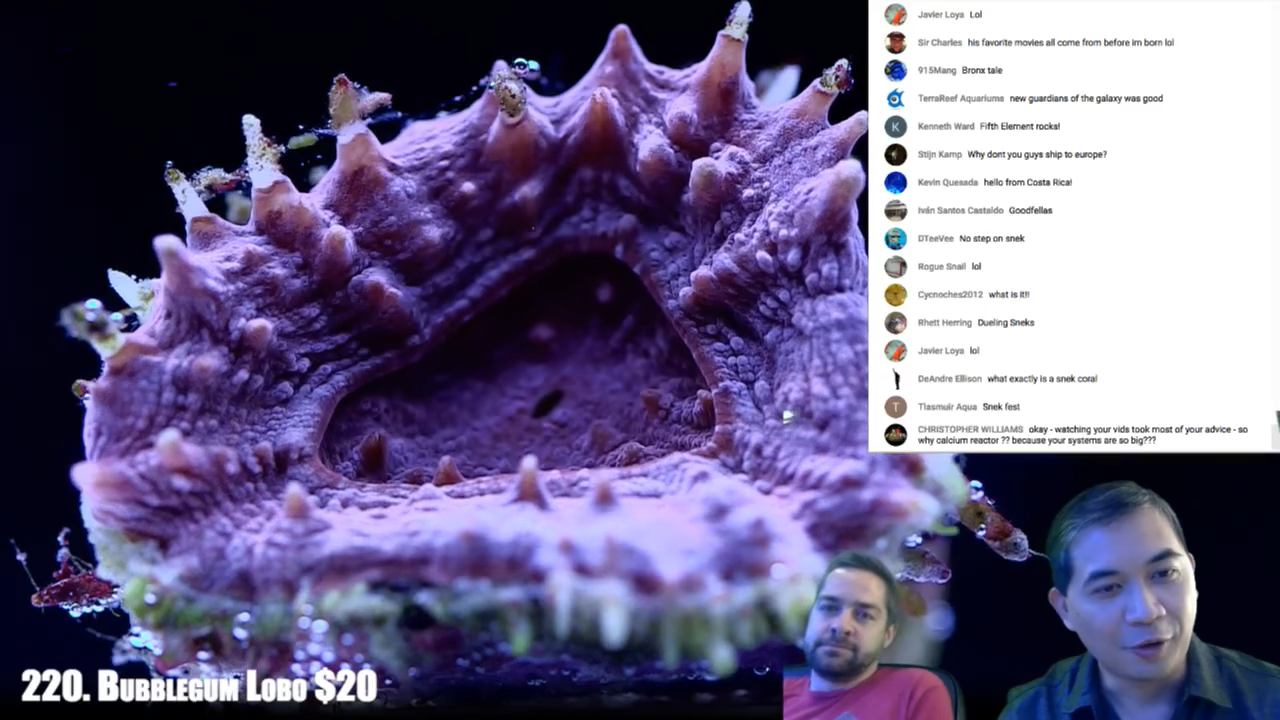 Javier Loya Lol
Sir Charles his favorite movies all come from before im born lol
915Mang Bronx tale
TerraReef Aquariums new guardians of the galaxy was good
K Kenneth Ward Fifth Element rocks!
Stijn Kamp Why dont you guys ship to europe?
Kevin Quesada hello from Costa Rica!
Iván Santos Castaldo Goodfellas
DTeeVee No step on snek
Rogue Snail lol
Cycnoches2012 what is it!!
Rhett Herring Dueling Sneks
Javier Loya lol
DeAndre Ellison what exactly is a snek coral
T Tlasmuir Aqua Snek fest
CHRISTOPHER WILLIAMS okay - watching your vids took most of your advice - so
why calcium reactor ?? because your systems are so big???
220. Bubblegum Lobo $20